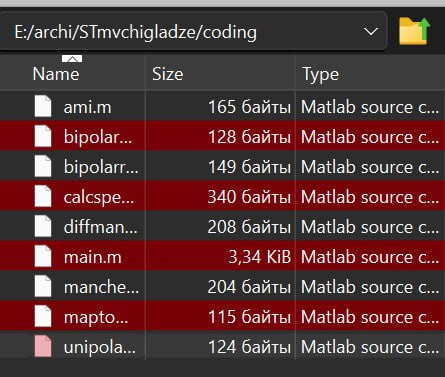 E:/archi/STmvchigladze/coding
Name Size Type
ami.m 165 байты Matlab source c...
bipolar... 128 байты Matlab source c...
bipolarr... 149 байты Matlab source c...
calcspe... 340 байты Matlab source c...
diffman... 208 байты Matlab source c...
main.m 3,34 KiB Matlab source c...
manche... 204 байты Matlab source c...
mapto... 115 байты Matlab source c...
unipola... 124 байты Matlab source c...